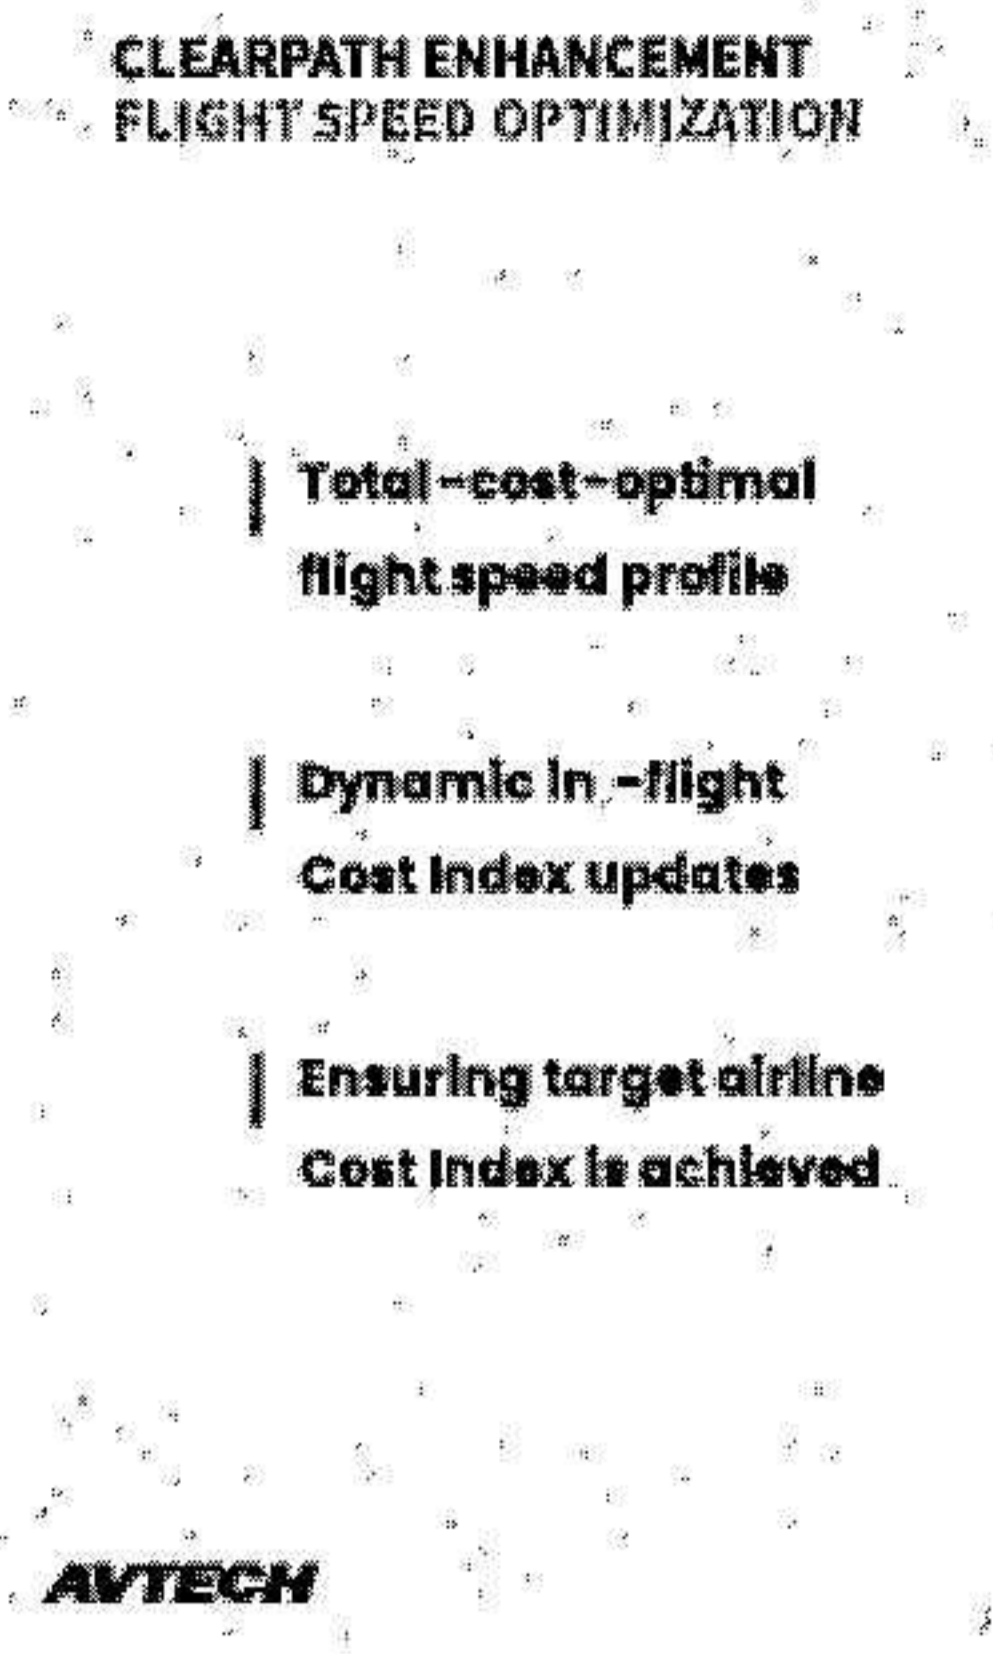 CLEARPATH ENHANCEMENT
FLIGHT SPEED OPTIMIZATION
Total-cost-optimal
flight speed profile
Dynamic in-flight
Cost Index updates
Ensuring target airline
Cost Index is achieved
AVTECH